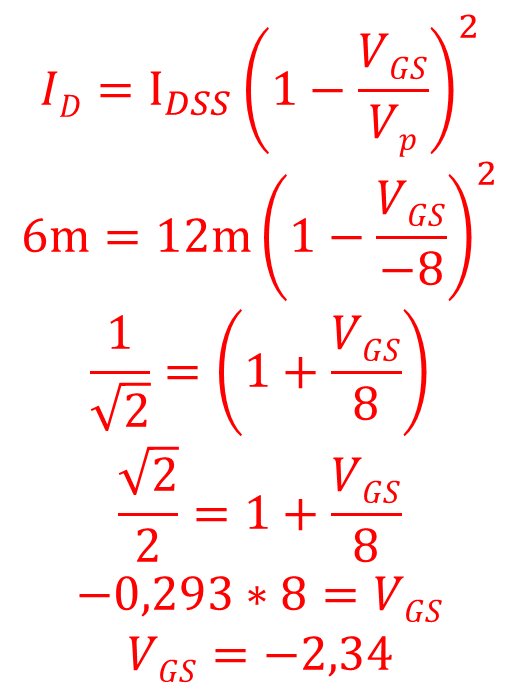 I_D = I_DSS (1 − V_GS/V_p)²
6m = 12m (1 − V_GS/−8)²
1/√2 = (1 + V_GS/8)
√2/2 = 1 + V_GS/8
−0,293 ∗ 8 = V_GS
V_GS = −2,34